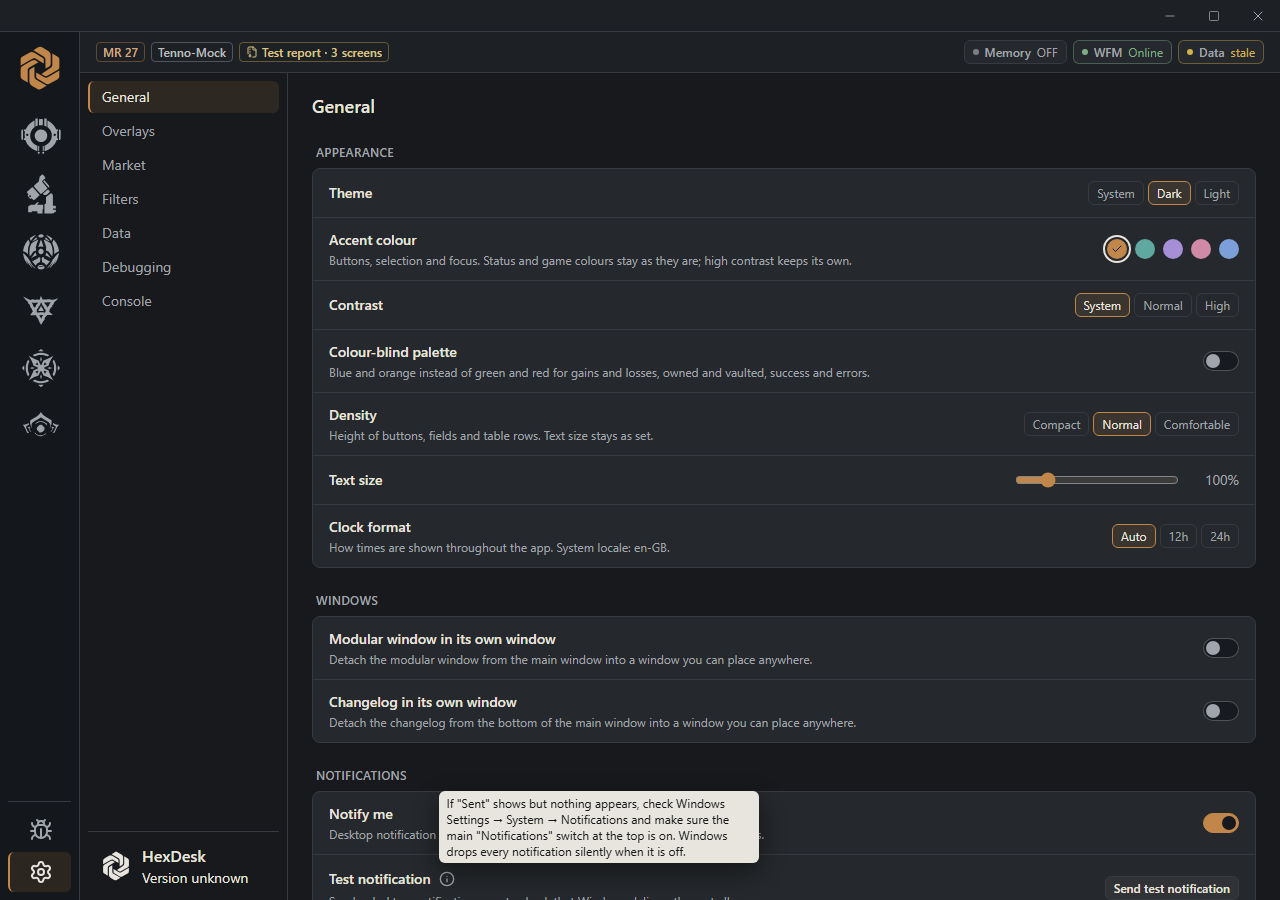 MR 27
Tenno-Mock
Test report · 3 screens
Memory OFF
WFM Online
Data stale
General
Overlays
Market
Filters
Data
Debugging
Console
HexDesk
Version unknown
General
APPEARANCE
Theme
System
Dark
Light
Accent colour
Buttons, selection and focus. Status and game colours stay as they are; high contrast keeps its own.
Contrast
System
Normal
High
Colour-blind palette
Blue and orange instead of green and red for gains and losses, owned and vaulted, success and errors.
Density
Height of buttons, fields and table rows. Text size stays as set.
Compact
Normal
Comfortable
Text size
100%
Clock format
How times are shown throughout the app. System locale: en-GB.
Auto
12h
24h
WINDOWS
Modular window in its own window
Detach the modular window from the main window into a window you can place anywhere.
Changelog in its own window
Detach the changelog from the bottom of the main window into a window you can place anywhere.
NOTIFICATIONS
Notify me
Desktop notification
If "Sent" shows but nothing appears, check Windows
Settings → System → Notifications and make sure the
main "Notifications" switch at the top is on. Windows
drops every notification silently when it is off.
Test notification
Send test notification